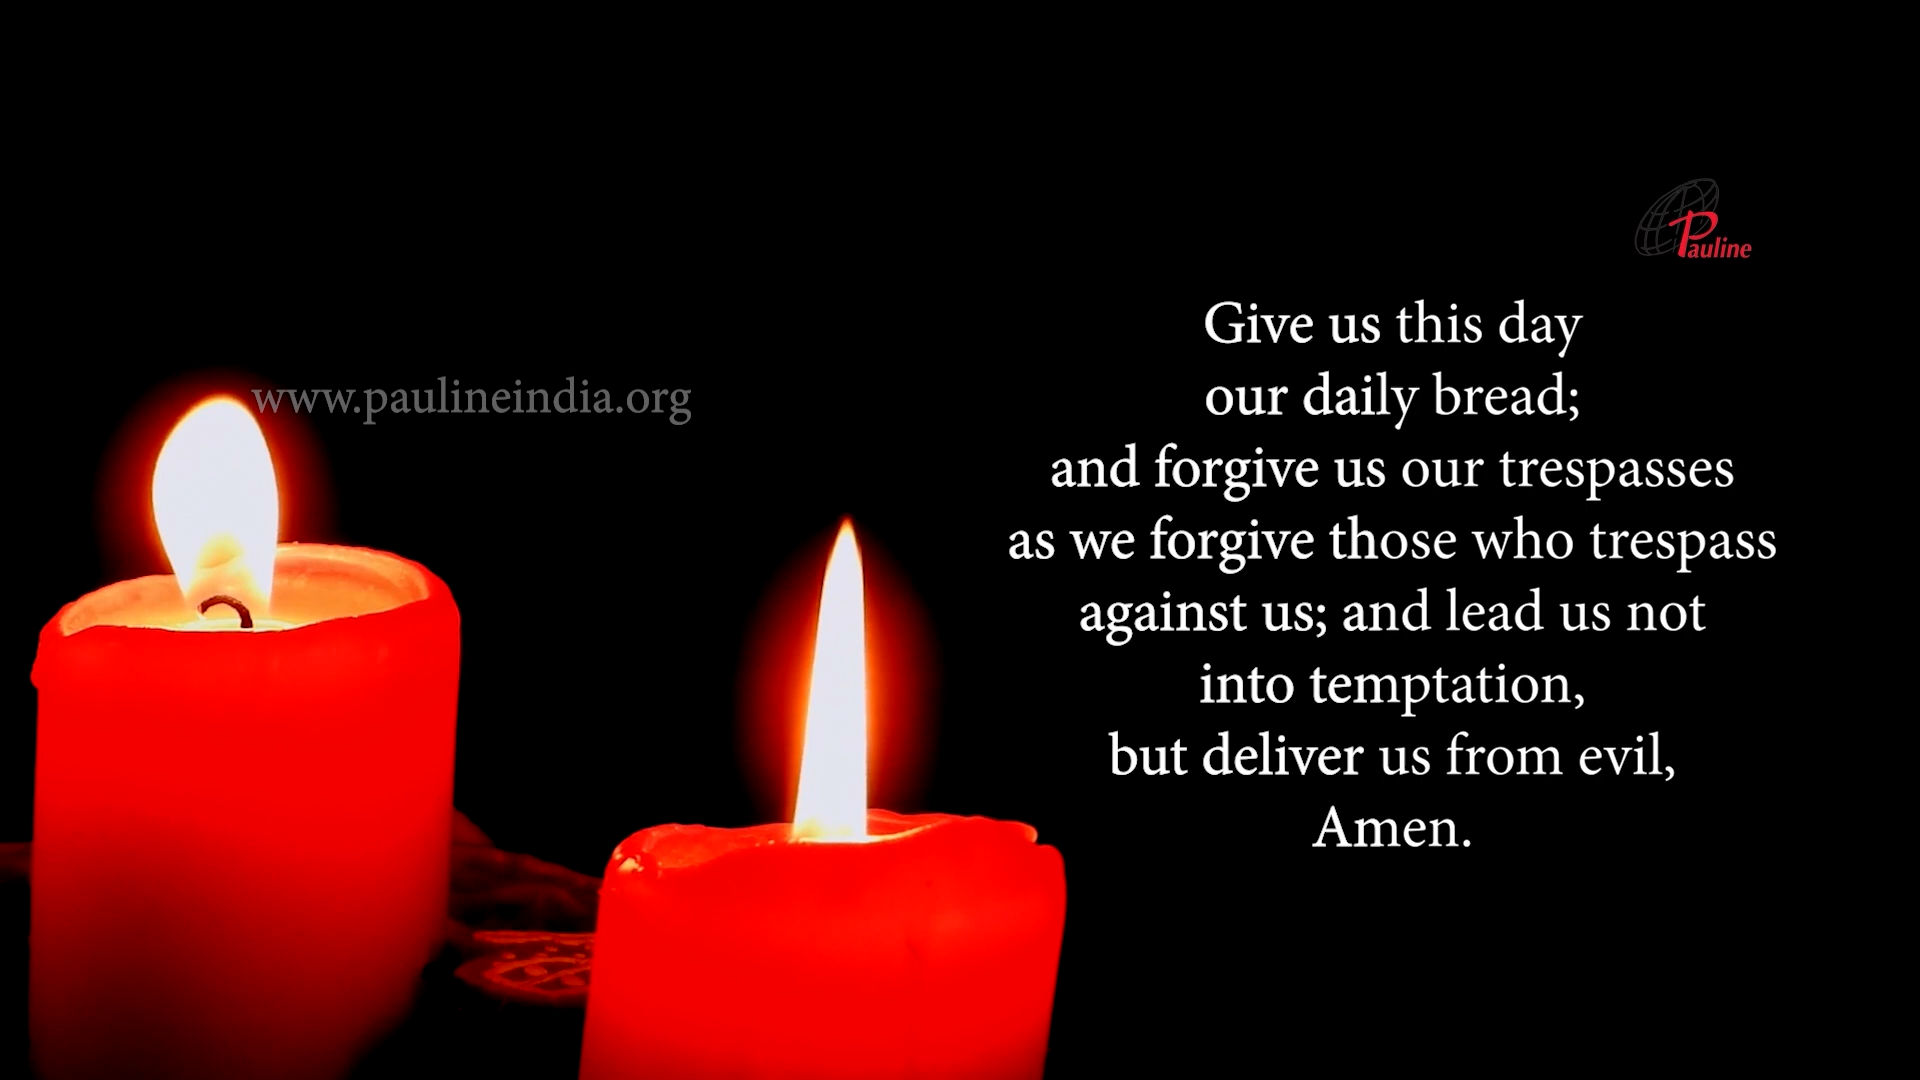 Pauline
www.paulineindia.org
Give us this day
our daily bread;
and forgive us our trespasses
as we forgive those who trespass
against us; and lead us not
into temptation,
but deliver us from evil,
Amen.